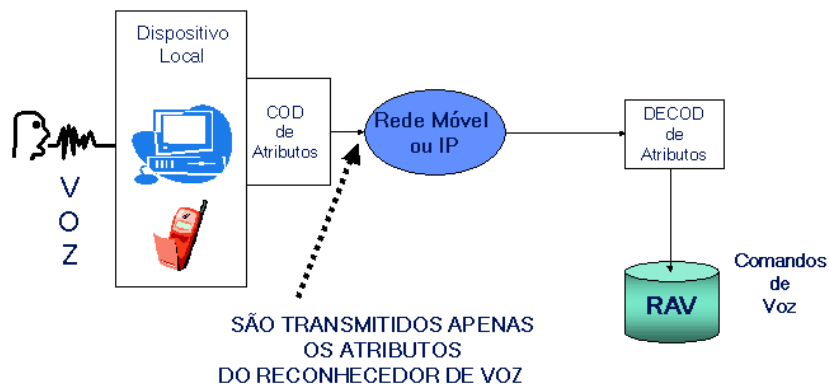 Dispositivo
Local
COD
de
Atributos
Rede Móvel
ou IP
DECOD
de
Atributos
V
O
Z
RAV
Comandos
de
Voz
SÃO TRANSMITIDOS APENAS
OS ATRIBUTOS
DO RECONHECEDOR DE VOZ